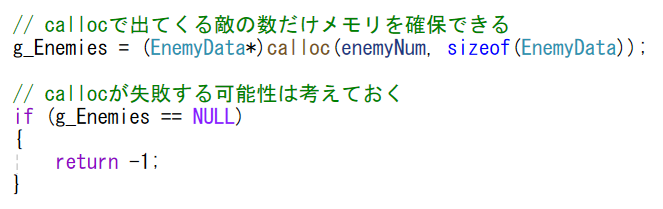 // callocで出てくる敵の数だけメモリを確保できる
g_Enemies = (EnemyData*)calloc(enemyNum, sizeof(EnemyData));
// callocが失敗する可能性は考えておく
if (g_Enemies == NULL)
{
    return -1;
}